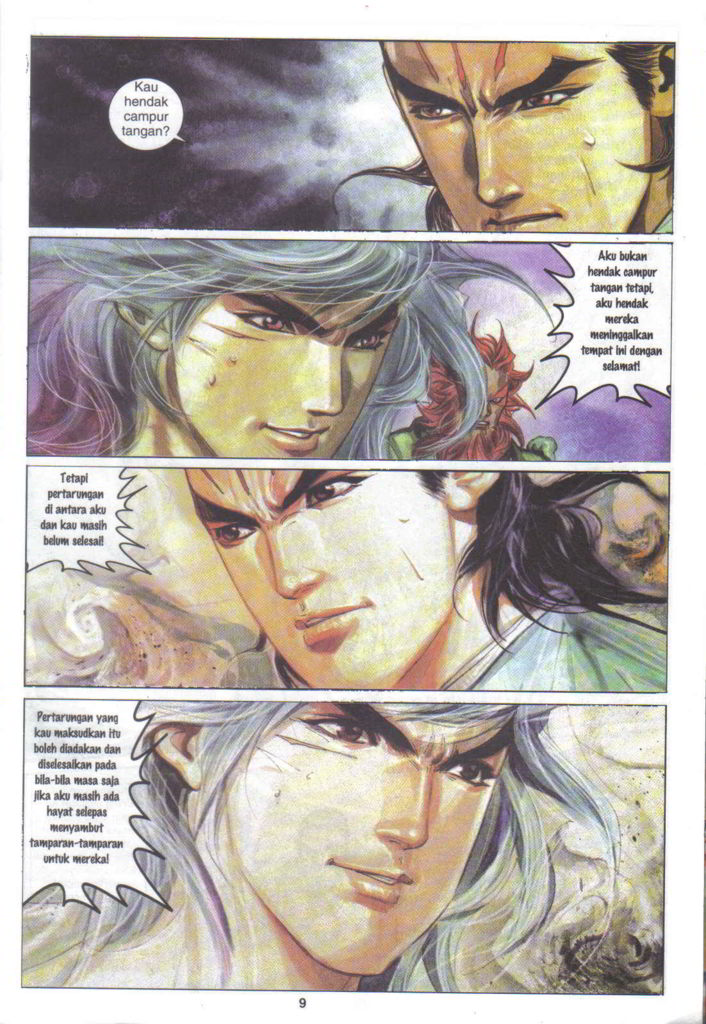 Kau
hendak
campur
tangan?
Aku bukan
hendak campur
tangan tetapi,
aku hendak
mereka
meninggalkan
tempat ini dengan
selamat!
Tetapi
pertarungan
di antara aku
dan kau masih
belum selesai!
Pertarungan yang
kau maksudkan itu
boleh diadakan dan
diselesaikan pada
bila-bila masa saja
jika aku masih ada
hayat selepas
menyambut
tamparan-tamparan
untuk mereka!
9